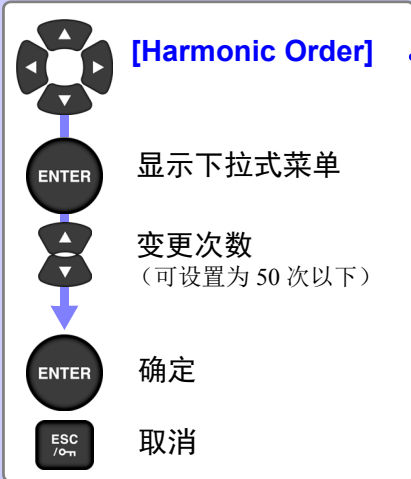 [Harmonic Order]
ENTER
显示下拉式菜单
变更次数
（可设置为 50 次以下）
ENTER
确定
ESC
/
取消